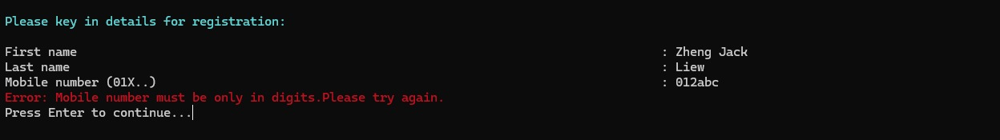 Please key in details for registration:
First name : Zheng Jack
Last name : Liew
Mobile number (01X..) : 012abc
Error: Mobile number must be only in digits.Please try again.
Press Enter to continue...